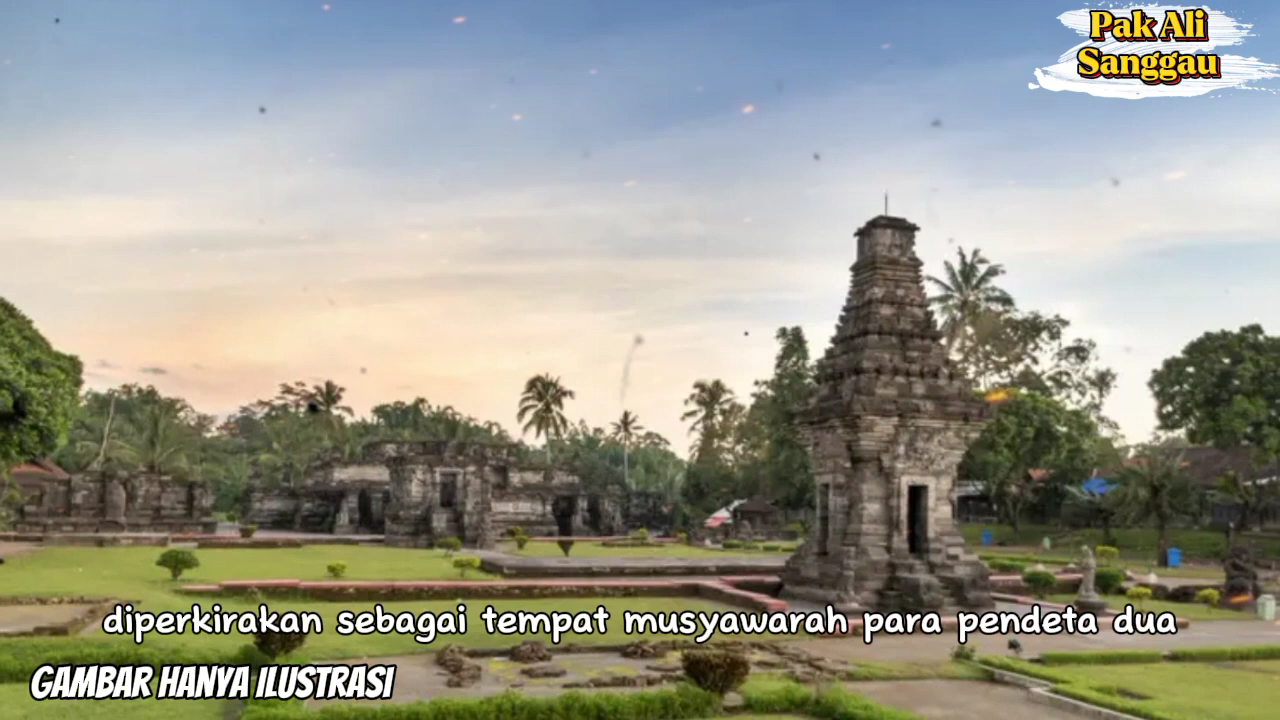 Pak Ali
Sanggau
diperkirakan sebagai tempat musyawarah para pendeta dua
GAMBAR HANYA ILUSTRASI